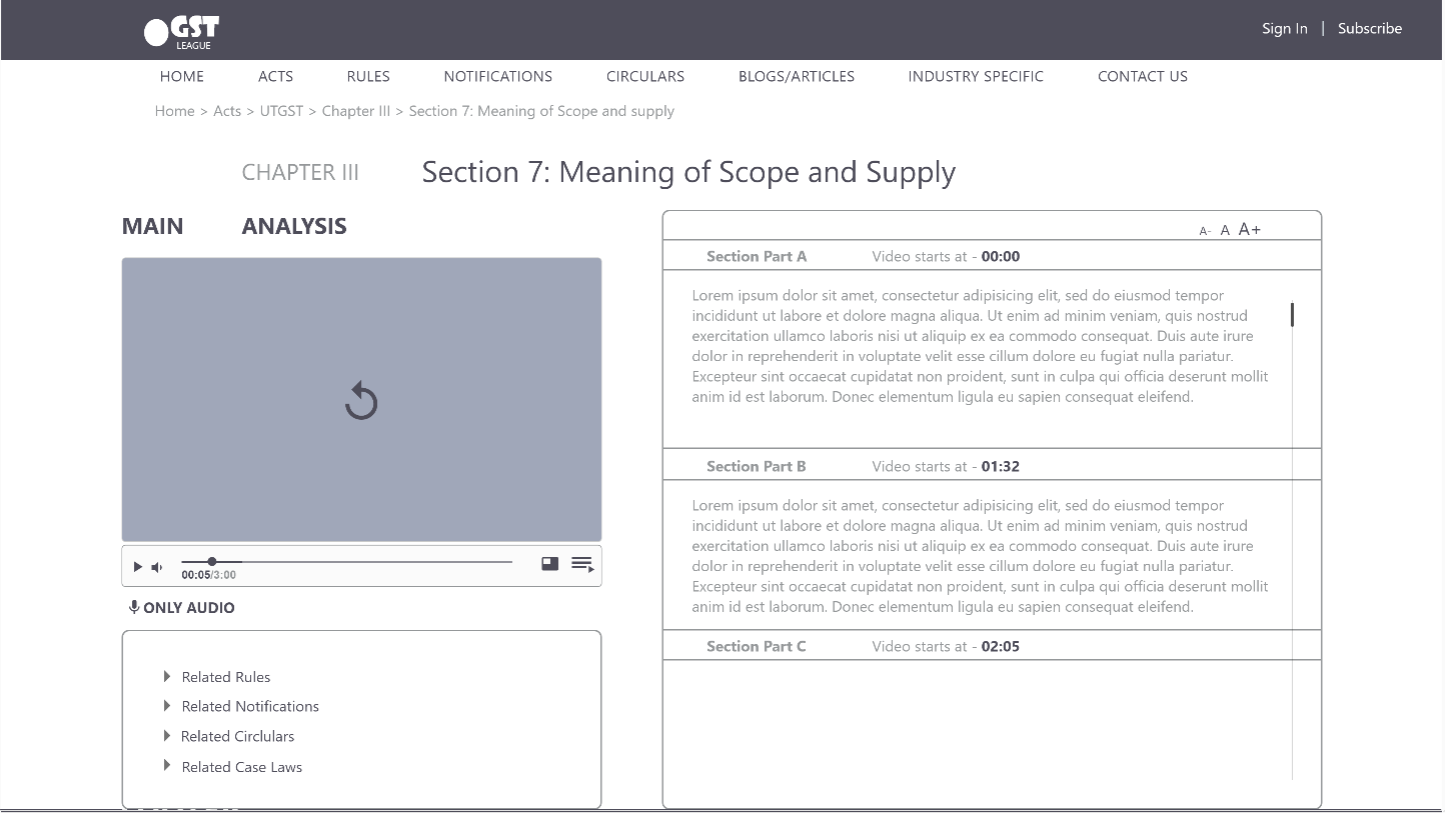 GST
LEAGUE
Sign In | Subscribe
HOME ACTS RULES NOTIFICATIONS CIRCULARS BLOGS/ARTICLES INDUSTRY SPECIFIC CONTACT US
Home > Acts > UTGST > Chapter III > Section 7: Meaning of Scope and supply
CHAPTER III Section 7: Meaning of Scope and Supply
MAIN ANALYSIS
00:05/3:00
ONLY AUDIO
Related Rules
Related Notifications
Related Circlulars
Related Case Laws
A- A A+
Section Part A Video starts at - 00:00
Lorem ipsum dolor sit amet, consectetur adipisicing elit, sed do eiusmod tempor
incididunt ut labore et dolore magna aliqua. Ut enim ad minim veniam, quis nostrud
exercitation ullamco laboris nisi ut aliquip ex ea commodo consequat. Duis aute irure
dolor in reprehenderit in voluptate velit esse cillum dolore eu fugiat nulla pariatur.
Excepteur sint occaecat cupidatat non proident, sunt in culpa qui officia deserunt mollit
anim id est laborum. Donec elementum ligula eu sapien consequat eleifend.
Section Part B Video starts at - 01:32
Lorem ipsum dolor sit amet, consectetur adipisicing elit, sed do eiusmod tempor
incididunt ut labore et dolore magna aliqua. Ut enim ad minim veniam, quis nostrud
exercitation ullamco laboris nisi ut aliquip ex ea commodo consequat. Duis aute irure
dolor in reprehenderit in voluptate velit esse cillum dolore eu fugiat nulla pariatur.
Excepteur sint occaecat cupidatat non proident, sunt in culpa qui officia deserunt mollit
anim id est laborum. Donec elementum ligula eu sapien consequat eleifend.
Section Part C Video starts at - 02:05